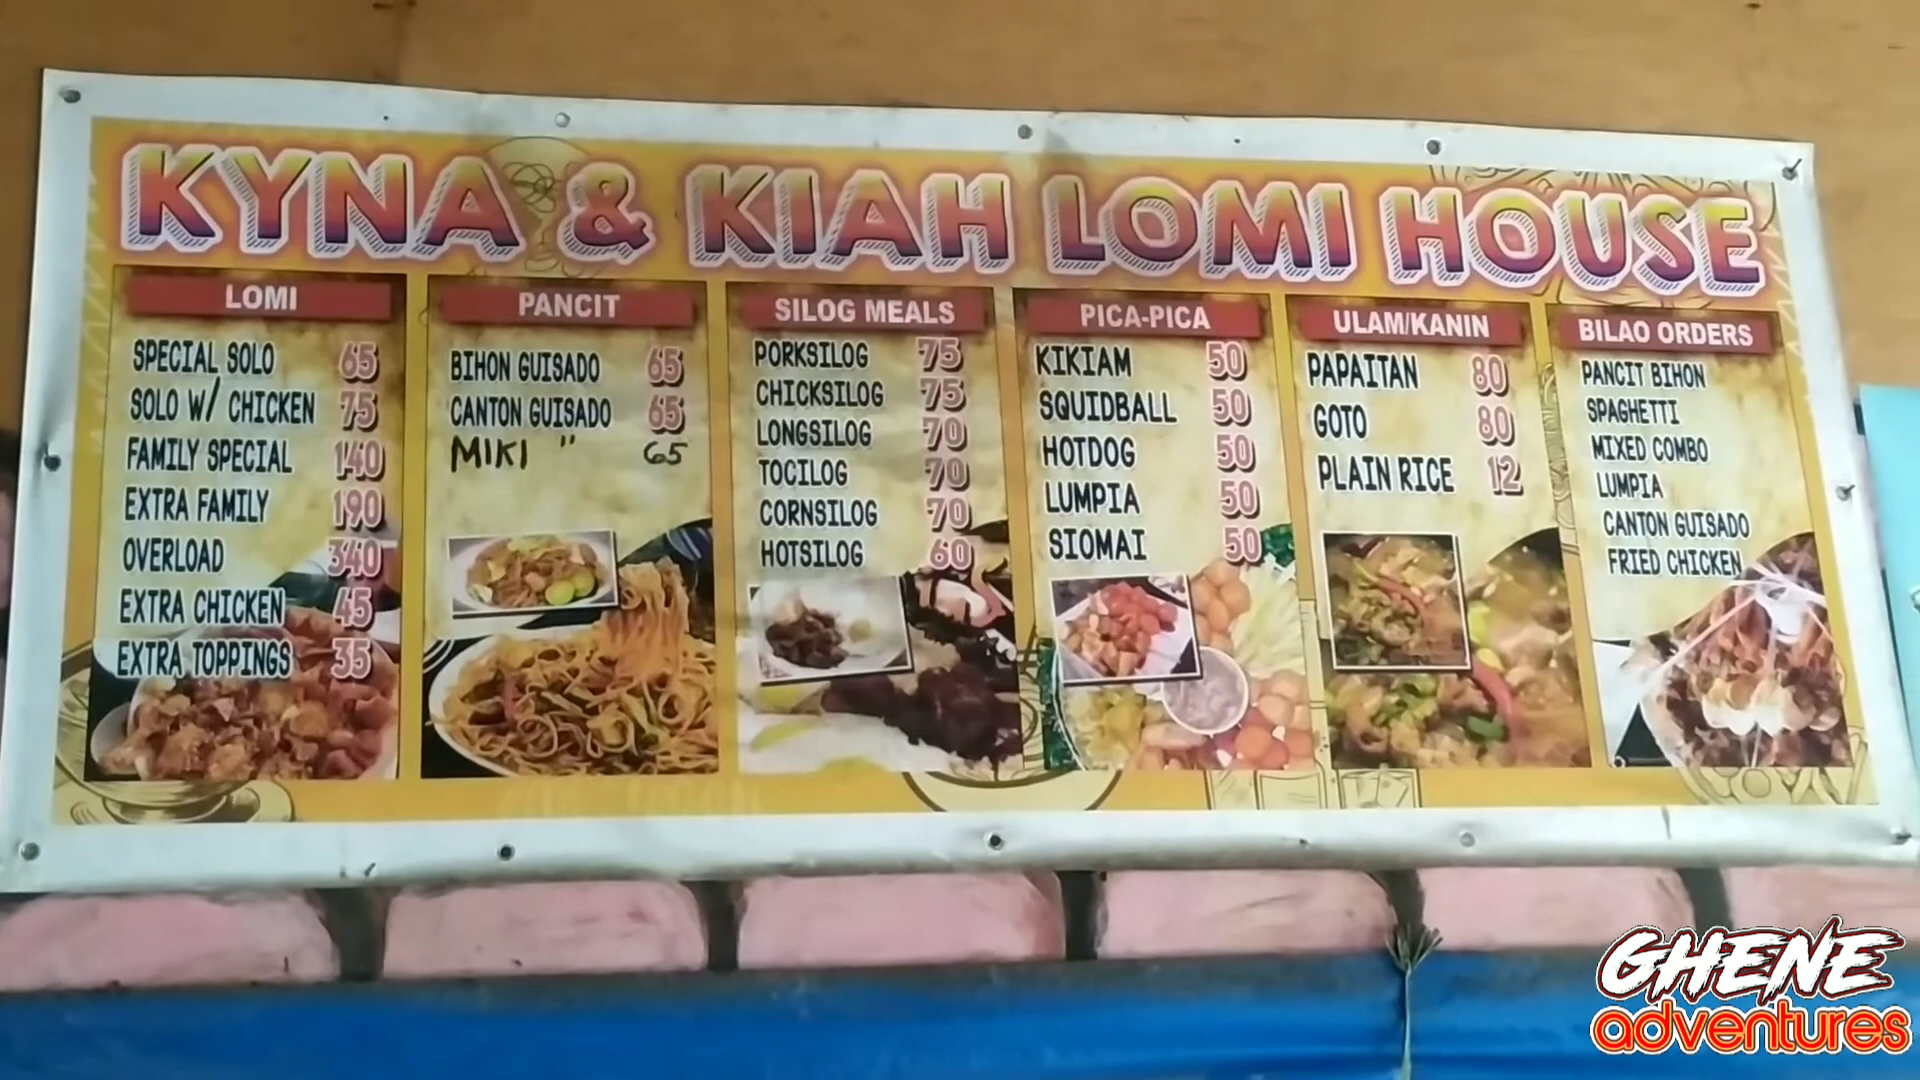 KYNA & KIAH LOMI HOUSE
LOMI
SPECIAL SOLO 65
SOLO W/ CHICKEN 75
FAMILY SPECIAL 140
EXTRA FAMILY 190
OVERLOAD 340
EXTRA CHICKEN 45
EXTRA TOPPINGS 35
PANCIT
BIHON GUISADO 65
CANTON GUISADO 65
MIKI " 65
SILOG MEALS
PORKSILOG 75
CHICKSILOG 75
LONGSILOG 70
TOCILOG 70
CORNSILOG 70
HOTSILOG 60
PICA-PICA
KIKIAM 50
SQUIDBALL 50
HOTDOG 50
LUMPIA 50
SIOMAI 50
ULAM/KANIN
PAPAITAN 80
GOTO 80
PLAIN RICE 12
BILAO ORDERS
PANCIT BIHON
SPAGHETTI
MIXED COMBO
LUMPIA
CANTON GUISADO
FRIED CHICKEN
GHENE
adventures